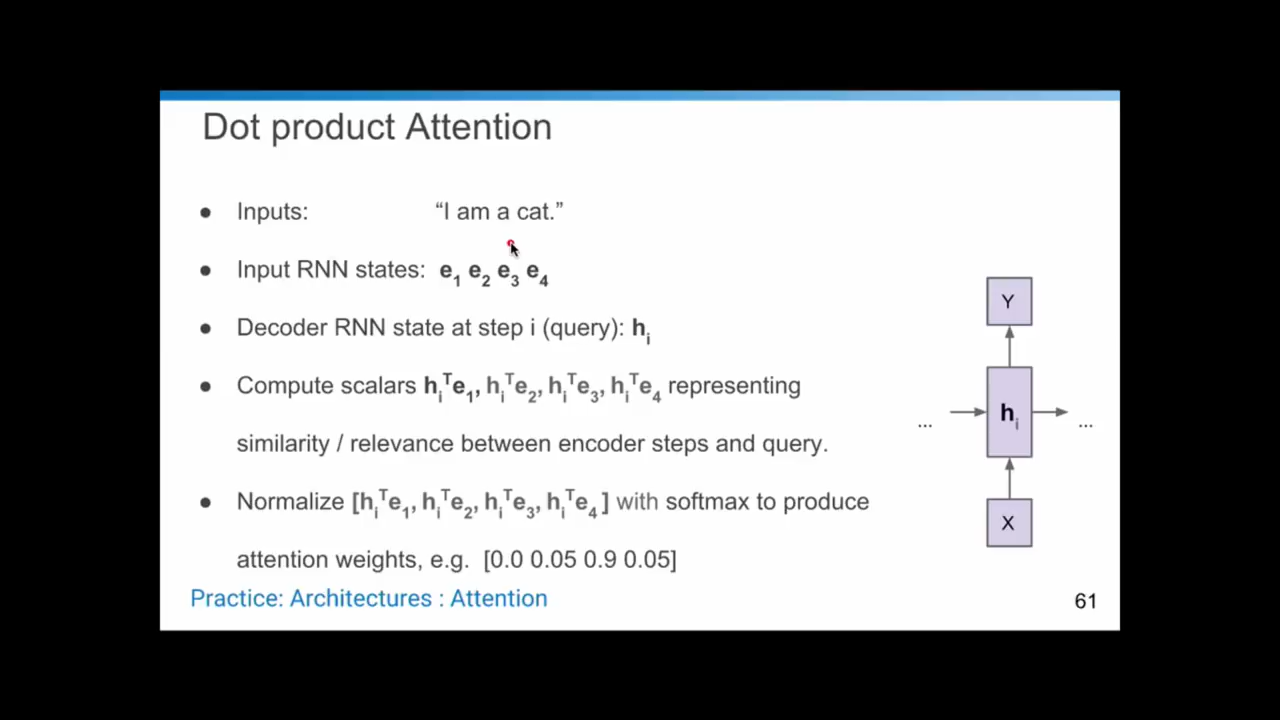 Dot product Attention
● Inputs: “I am a cat.”
● Input RNN states: e₁ e₂ e₃ e₄
● Decoder RNN state at step i (query): hᵢ
● Compute scalars hᵢᵀe₁, hᵢᵀe₂, hᵢᵀe₃, hᵢᵀe₄ representing
similarity / relevance between encoder steps and query.
● Normalize [hᵢᵀe₁, hᵢᵀe₂, hᵢᵀe₃, hᵢᵀe₄ ] with softmax to produce
attention weights, e.g. [0.0 0.05 0.9 0.05]
Y
... hᵢ ...
X
Practice: Architectures : Attention
61